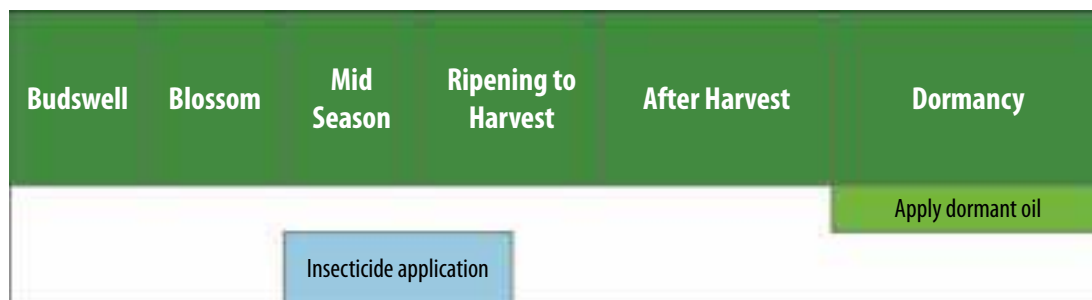 Budswell
Blossom
Mid
Season
Ripening to
Harvest
After Harvest
Dormancy
Apply dormant oil
Insecticide application